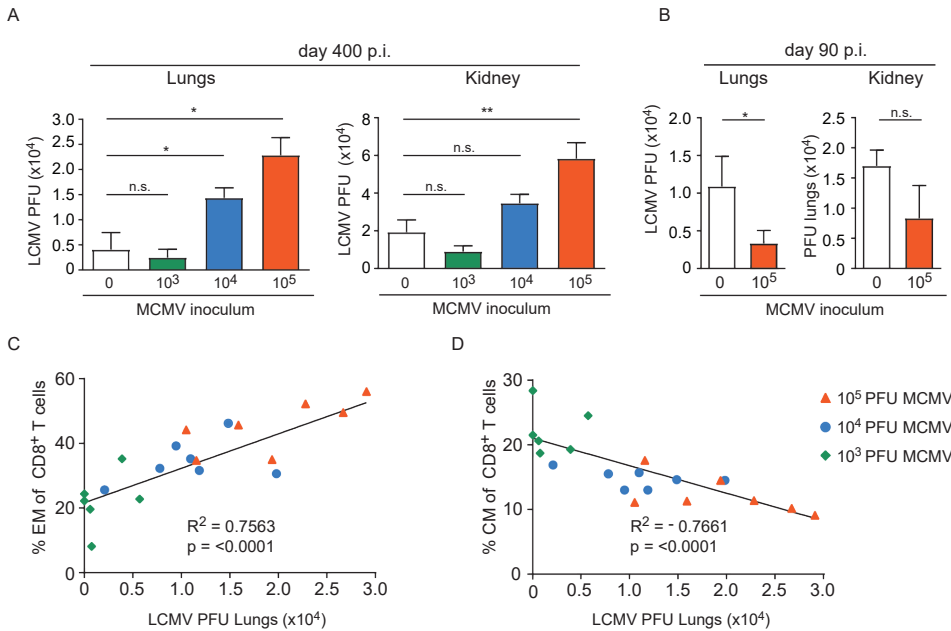 A
day 400 p.i.
Lungs
Kidney
LCMV PFU (x10⁴)
3.0
2.5
2.0
1.5
1.0
0.5
0
*
*
n.s.
0
10³
10⁴
10⁵
LCMV PFU (x10⁴)
8
6
4
2
0
**
n.s.
n.s.
0
10³
10⁴
10⁵
MCMV inoculum
B
day 90 p.i.
Lungs
Kidney
LCMV PFU (x10⁴)
2.0
1.5
1.0
0.5
0
*
0
10⁵
PFU lungs (x10⁴)
2.5
2.0
1.5
1.0
0.5
0
n.s.
0
10⁵
MCMV inoculum
C
% EM of CD8⁺ T cells
60
40
20
0
R² = 0.7563
p = <0.0001
0 0.5 1.0 1.5 2.0 2.5 3.0
LCMV PFU Lungs (x10⁴)
D
% CM of CD8⁺ T cells
30
20
10
0
R² = - 0.7661
p = <0.0001
0 0.5 1.0 1.5 2.0 2.5 3.0
LCMV PFU Lungs (x10⁴)
10⁵ PFU MCMV
10⁴ PFU MCMV
10³ PFU MCMV